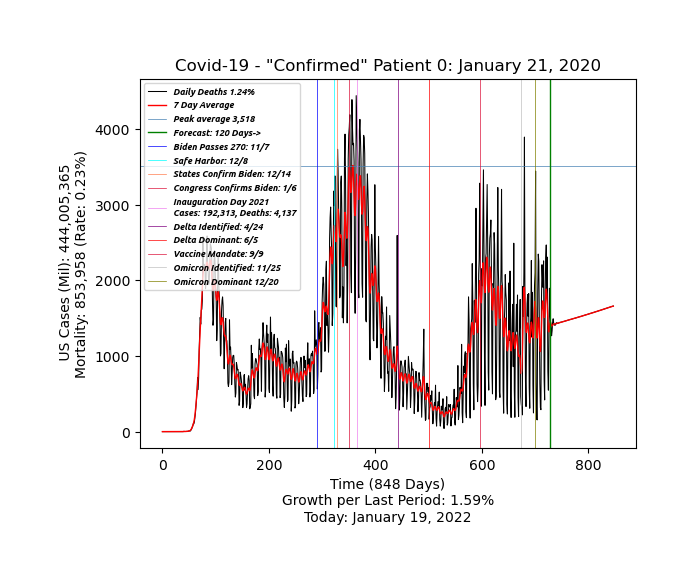 Covid-19 - "Confirmed" Patient 0: January 21, 2020
Daily Deaths 1.24%
7 Day Average
Peak average 3,518
Forecast: 120 Days->
Biden Passes 270: 11/7
Safe Harbor: 12/8
States Confirm Biden: 12/14
Congress Confirms Biden: 1/6
Inauguration Day 2021
Cases: 192,313, Deaths: 4,137
Delta Identified: 4/24
Delta Dominant: 6/5
Vaccine Mandate: 9/9
Omicron Identified: 11/25
Omicron Dominant 12/20
US Cases (Mil): 444,005,365
Mortality: 853,958 (Rate: 0.23%)
4000
3000
2000
1000
0
0 200 400 600 800
Time (848 Days)
Growth per Last Period: 1.59%
Today: January 19, 2022